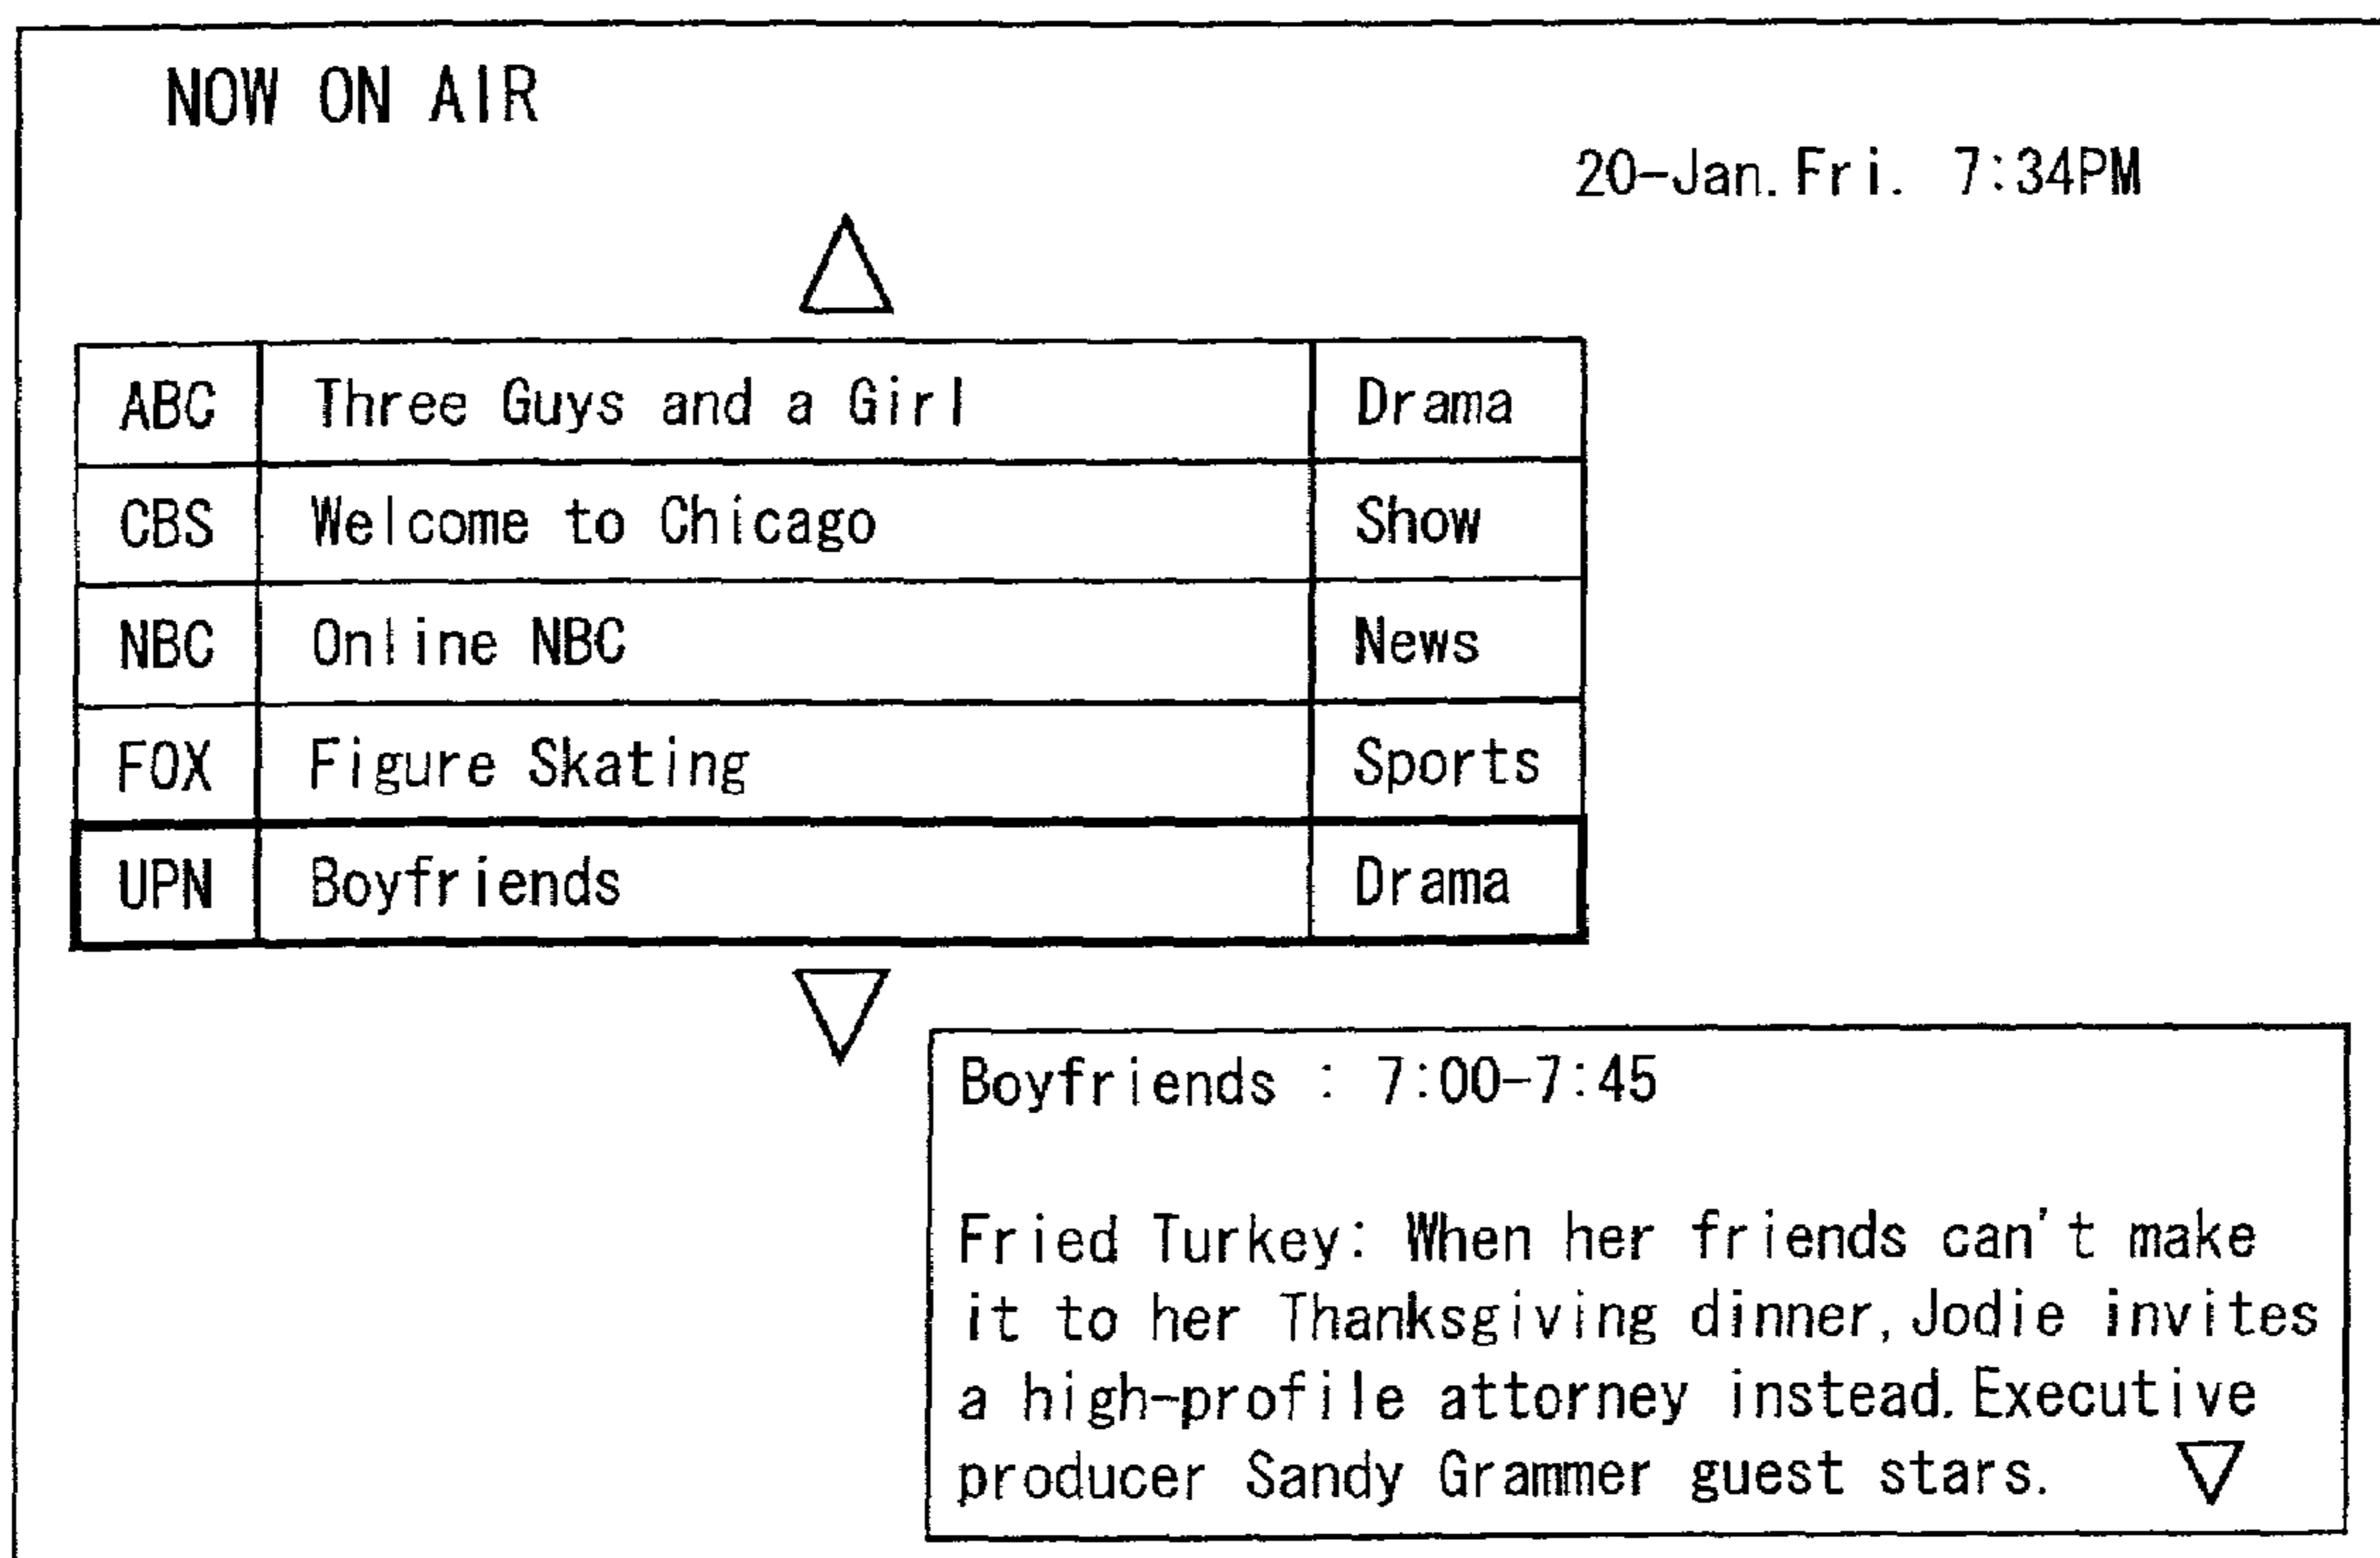 NOW ON AIR
20-Jan. Fri. 7:34PM
ABC Three Guys and a Girl Drama
CBS Welcome to Chicago Show
NBC Online NBC News
FOX Figure Skating Sports
UPN Boyfriends Drama
Boyfriends : 7:00-7:45
Fried Turkey: When her friends can't make
it to her Thanksgiving dinner, Jodie invites
a high-profile attorney instead. Executive
producer Sandy Grammer guest stars.